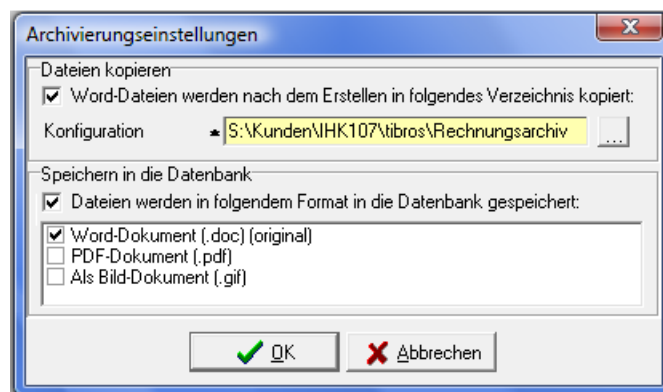 Archivierungseinstellungen
Dateien kopieren
Word-Dateien werden nach dem Erstellen in folgendes Verzeichnis kopiert:
Konfiguration * S:\Kunden\IHK107\tibros\Rechnungsarchiv ...
Speichern in die Datenbank
Dateien werden in folgendem Format in die Datenbank gespeichert:
Word-Dokument (.doc) (original)
PDF-Dokument (.pdf)
Als Bild-Dokument (.gif)
OK Abbrechen